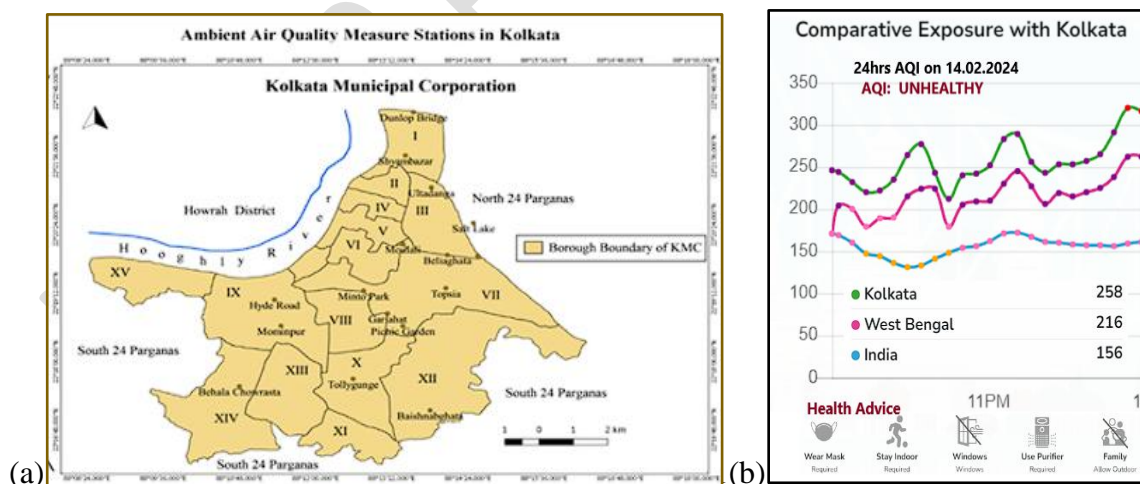 Ambient Air Quality Measure Stations in Kolkata
Kolkata Municipal Corporation
Dunlop Bridge
I
Shyambazar
II
Ultadanga
North 24 Parganas
III
IV
Howrah District
V
Salt Lake
Hooghly River
VI
Moulali
Beliaghata
Borough Boundary of KMC
XV
IX
Minto Park
Topsia
VII
Hyde Road
VIII
Gariahat
Mominpur
Picnic Garden
South 24 Parganas
X
XIII
XII
Tollygunge
Behala Chowrasta
South 24 Parganas
XIV
Baishnabghata
XI
1 0 1 2 km
South 24 Parganas
(a)
Comparative Exposure with Kolkata
350
24hrs AQI on 14.02.2024
AQI: UNHEALTHY
300
250
200
150
100
50
0
Kolkata 258
West Bengal 216
India 156
11PM
1
Health Advice
Wear Mask Stay Indoor Windows Use Purifier Family
Required Required Windows Required Allow Outdoor
(b)